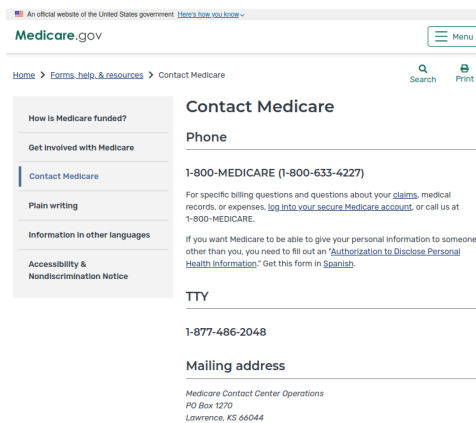 An official website of the United States government Here's how you know
Medicare.gov
Menu
Home > Forms, help, & resources > Contact Medicare
Search Print
How is Medicare funded?
Get involved with Medicare
Contact Medicare
Plain writing
Information in other languages
Accessibility &
Nondiscrimination Notice
Contact Medicare
Phone
1-800-MEDICARE (1-800-633-4227)
For specific billing questions and questions about your claims, medical
records, or expenses, log into your secure Medicare account, or call us at
1-800-MEDICARE.
If you want Medicare to be able to give your personal information to someone
other than you, you need to fill out an "Authorization to Disclose Personal
Health Information." Get this form in Spanish.
TTY
1-877-486-2048
Mailing address
Medicare Contact Center Operations
PO Box 1270
Lawrence, KS 66044